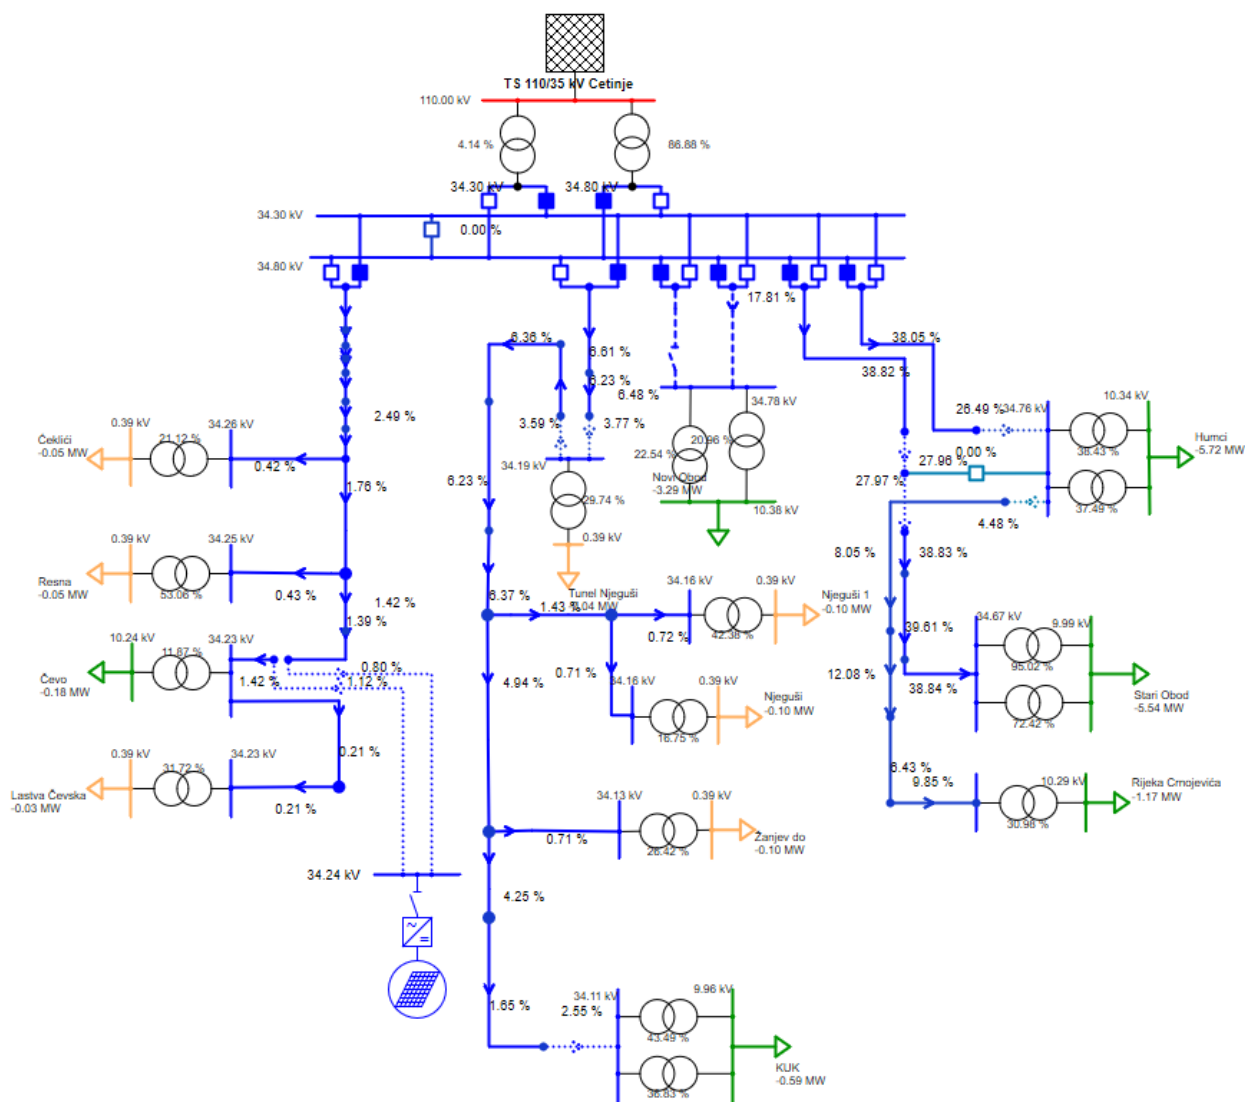 TS 110/35 kV Cetinje
110.00 kV
4.14 %
86.88 %
34.30 kV
34.80 kV
34.30 kV
0.00 %
34.80 kV
17.81 %
6.36 %
6.61 %
38.05 %
38.82 %
6.23 %
6.48 %
34.78 kV
2.49 %
3.59 %
3.77 %
26.49 %
34.76 kV
10.34 kV
0.39 kV
34.26 kV
Čeklići
-0.05 MW
21.12 %
0.42 %
22.54 %
20.96 %
0.00 %
38.43 %
Humci
-5.72 MW
34.19 kV
27.96 %
27.97 %
Novi Obod
-3.29 MW
1.76 %
6.23 %
29.74 %
37.49 %
10.38 kV
4.48 %
0.39 kV
34.25 kV
0.39 kV
8.05 %
38.83 %
Resna
-0.05 MW
53.06 %
0.43 %
1.42 %
1.39 %
6.37 %
Tunel Njeguši
1.43 %
34.16 kV
0.39 kV
Njeguši 1
-0.10 MW
0.72 %
42.38 %
39.61 %
34.67 kV
9.99 kV
10.24 kV
34.23 kV
11.87 %
Čevo
-0.18 MW
1.42 %
0.80 %
1.12 %
4.94 %
0.71 %
34.16 kV
0.39 kV
Njeguši
-0.10 MW
16.75 %
12.08 %
38.84 %
95.02 %
72.42 %
Stari Obod
-5.54 MW
0.39 kV
34.23 kV
0.21 %
31.72 %
Lastva Čevska
-0.03 MW
0.21 %
6.43 %
9.85 %
10.29 kV
30.98 %
Rijeka Crnojevića
-1.17 MW
34.13 kV
0.39 kV
0.71 %
Žanjev do
-0.10 MW
34.24 kV
4.25 %
1.65 %
2.55 %
34.11 kV
9.96 kV
43.49 %
36.83 %
KUK
-0.59 MW